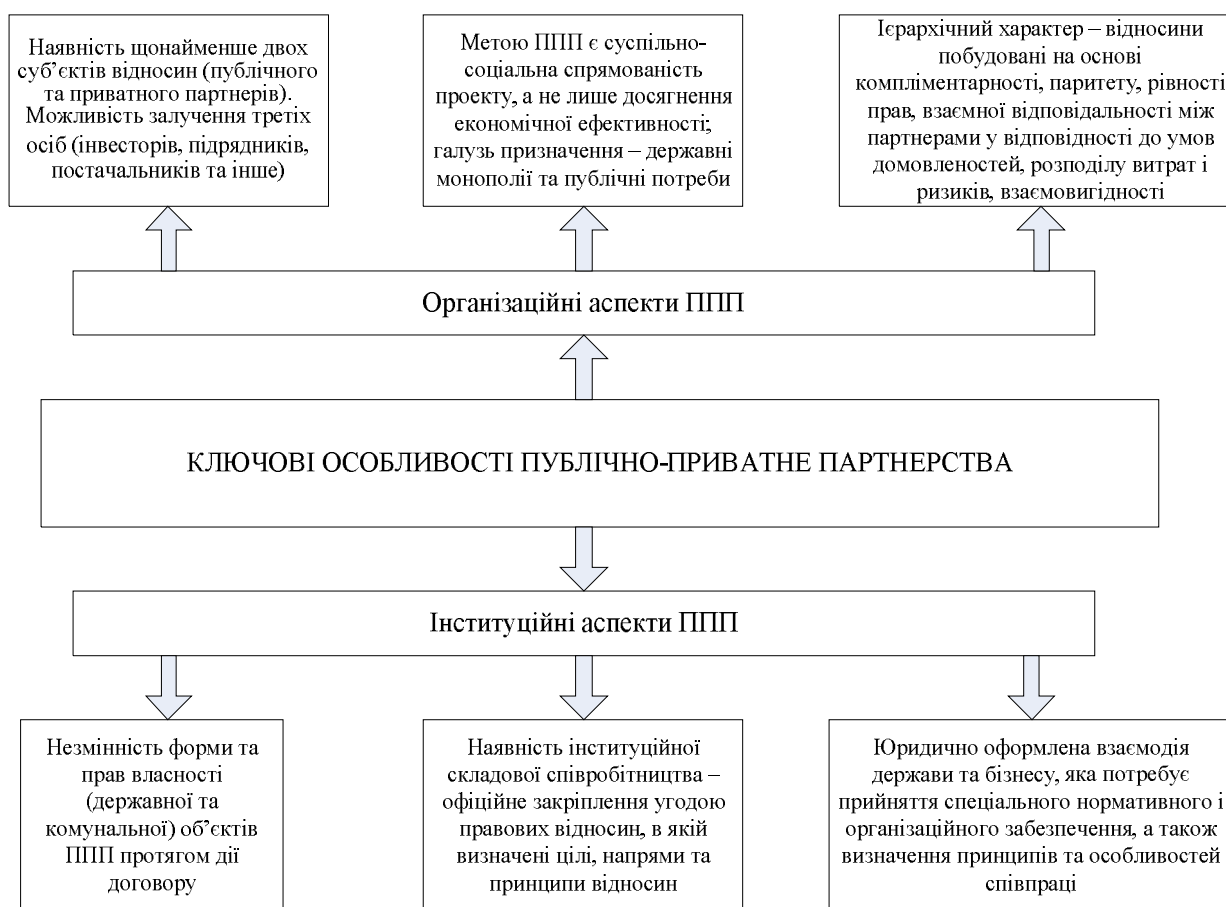 Наявність щонайменше двох
суб’єктів відносин (публічного
та приватного партнерів).
Можливість залучення третіх
осіб (інвесторів, підрядників,
постачальників та інше)
Метою ППП є суспільно-
соціальна спрямованість
проекту, а не лише досягнення
економічної ефективності;
галузь призначення – державні
монополії та публічні потреби
Ієрархічний характер – відносини
побудовані на основі
компліментарності, паритету, рівності
прав, взаємної відповідальності між
партнерами у відповідності до умов
домовленостей, розподілу витрат і
ризиків, взаємовигідності
Організаційні аспекти ППП
КЛЮЧОВІ ОСОБЛИВОСТІ ПУБЛІЧНО-ПРИВАТНЕ ПАРТНЕРСТВА
Інституційні аспекти ППП
Незмінність форми та
прав власності
(державної та
комунальної) об’єктів
ППП протягом дії
договору
Наявність інституційної
складової співробітництва –
офіційне закріплення угодою
правових відносин, в якій
визначені цілі, напрями та
принципи відносин
Юридично оформлена взаємодія
держави та бізнесу, яка потребує
прийняття спеціального нормативного і
організаційного забезпечення, а також
визначення принципів та особливостей
співпраці